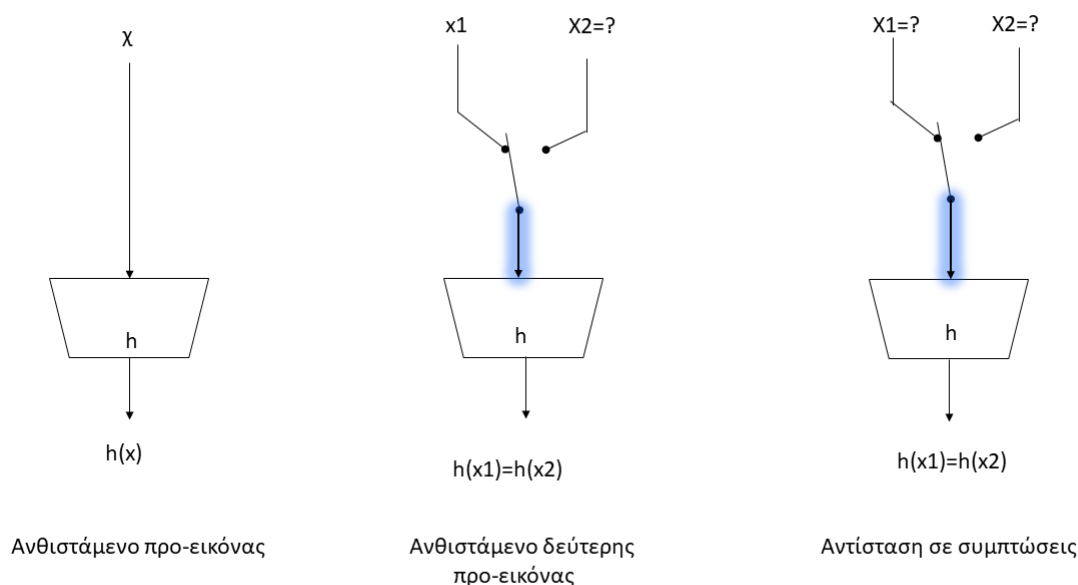 χ
x1
X2=?
X1=?
X2=?
h
h
h
h(x)
h(x1)=h(x2)
h(x1)=h(x2)
Ανθιστάμενο προ-εικόνας
Ανθιστάμενο δεύτερης
προ-εικόνας
Αντίσταση σε συμπτώσεις